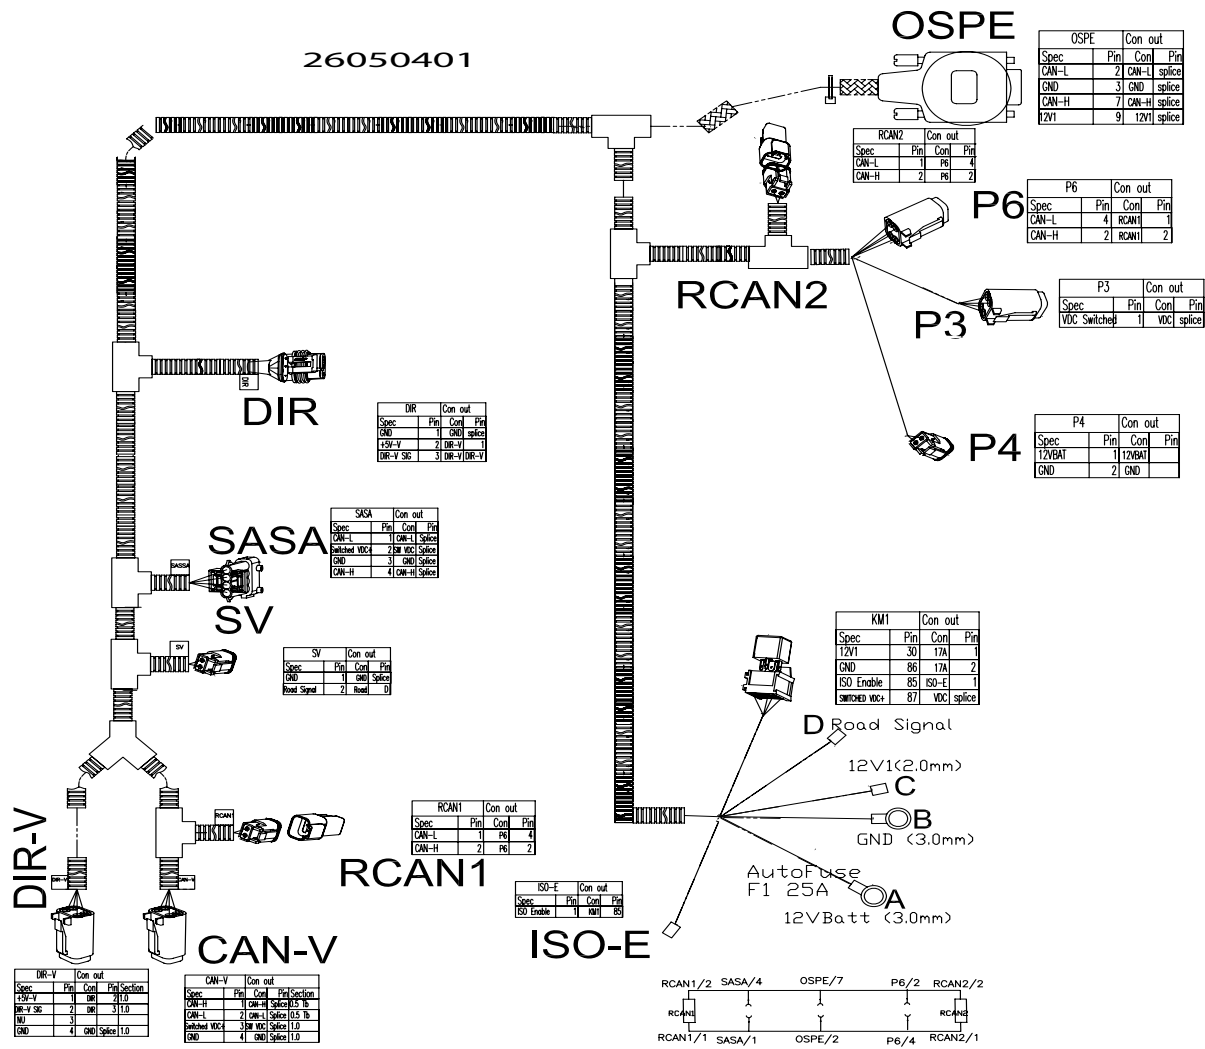 26050401
OSPE
OSPE Con out
Spec Pin Con Pin
CAN-L 2 CAN-L splice
GND 3 GND splice
CAN-H 7 CAN-H splice
12V1 9 12V1 splice
RCAN2 Con out
Spec Pin Con Pin
CAN-L 1 P6 4
CAN-H 2 P6 2
P6
P6 Con out
Spec Pin Con Pin
CAN-L 4 RCAN1 1
CAN-H 2 RCAN1 2
RCAN2
P3
P3 Con out
Spec Pin Con Pin
VDC Switched 1 VDC splice
DIR
DIR
DIR Con out
Spec Pin Con Pin
GND 1 GND splice
+5V-V 2 DIR-V 1
DIR-V SIG 3 DIR-V DIR-V
P4
P4 Con out
Spec Pin Con Pin
12VBAT 1 12VBAT
GND 2 GND
SASA
SASSA
SASA Con out
Spec Pin Con Pin
CAN-L 1 CAN-L Splice
Switched VDC+ 2 SW VDC Splice
GND 3 GND Splice
CAN-H 4 CAN-H Splice
SV
SV
SV Con out
Spec Pin Con Pin
GND 1 GND Splice
Road Signal 2 Road D
KM1 Con out
Spec Pin Con Pin
12V1 30 17A 1
GND 86 17A 2
ISO Enable 85 ISO-E 1
SWITCHED VDC+ 87 VDC splice
D Road Signal
12V1(2.0mm)
C
B
GND (3.0mm)
AutoFuse
F1 25A
A
12VBatt (3.0mm)
RCAN1
RCAN1
RCAN1 Con out
Spec Pin Con Pin
CAN-L 1 P6 4
CAN-H 2 P6 2
ISO-E Con out
Spec Pin Con Pin
ISO Enable 1 KM1 85
ISO-E
DIR-V
DIR-V
CAN-V
CAN-V
DIR-V Con out
Spec Pin Con Pin Section
+5V-V 1 DIR 2 1.0
DIR-V SIG 2 DIR 3 1.0
NU 3
GND 4 GND Splice 1.0
CAN-V Con out
Spec Pin Con Pin Section
CAN-H 1 CAN-H Splice 0.5 Tb
CAN-L 2 CAN-L Splice 0.5 Tb
Switched VDC+ 3 SW VDC Splice 1.0
GND 4 GND Splice 1.0
RCAN1/2 SASA/4 OSPE/7 P6/2 RCAN2/2
RCAN1 RCAN2
RCAN1/1 SASA/1 OSPE/2 P6/4 RCAN2/1